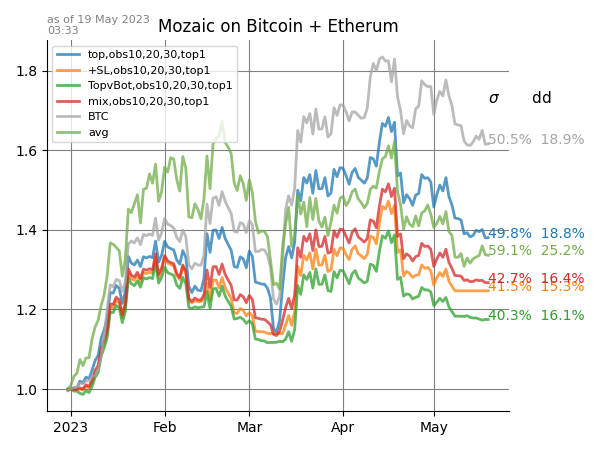 as of 19 May 2023
03:33
Mozaic on Bitcoin + Etherum
top,obs10,20,30,top1
+SL,obs10,20,30,top1
TopvBot,obs10,20,30,top1
mix,obs10,20,30,top1
BTC
avg
σ dd
50.5% 18.9%
49.8% 18.8%
59.1% 25.2%
42.7% 16.4%
41.5% 15.3%
40.3% 16.1%
1.8
1.6
1.4
1.2
1.0
2023 Feb Mar Apr May